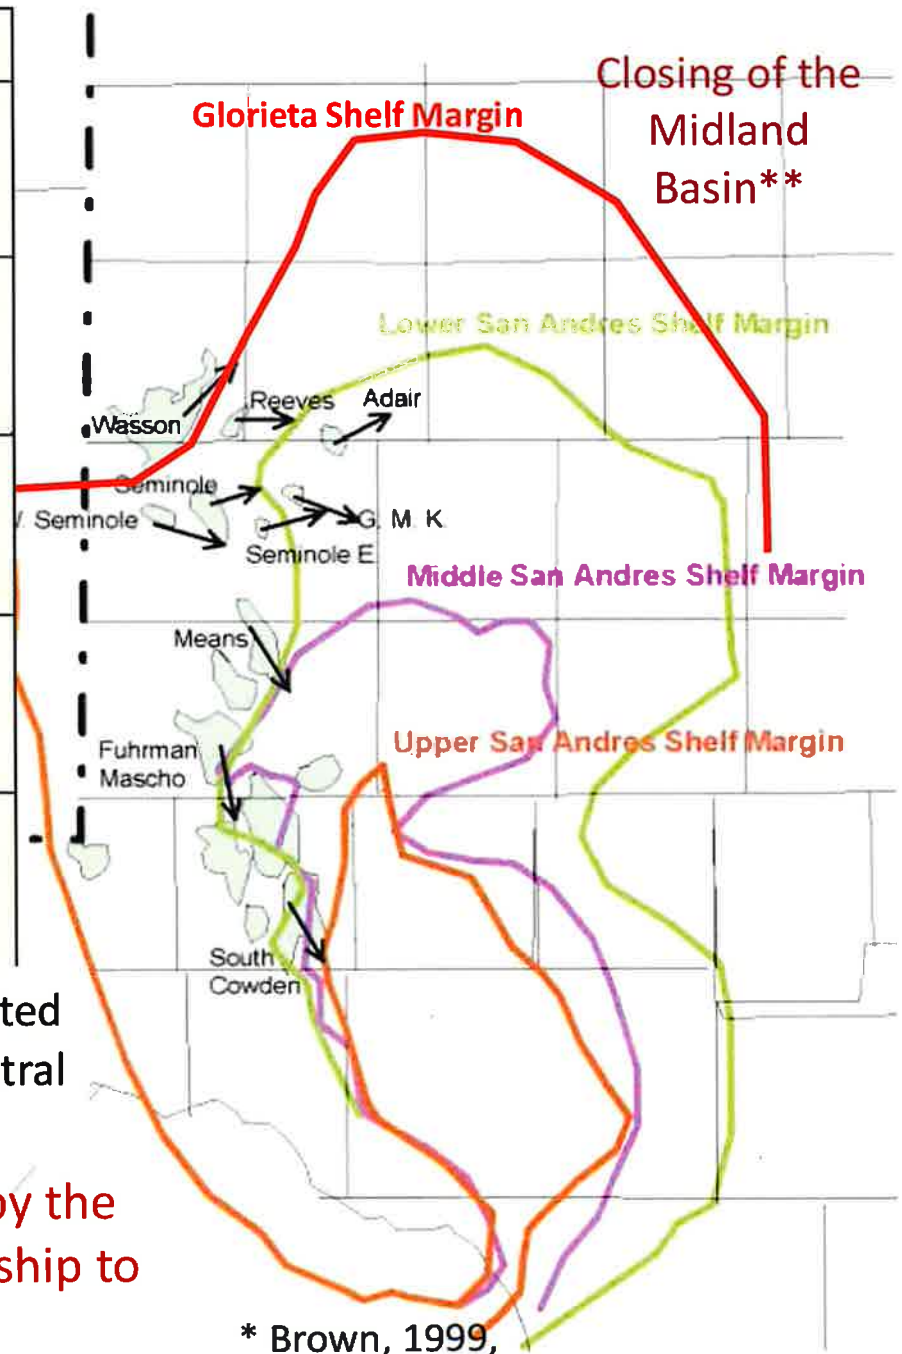 Closing of the
Midland
Basin**
Glorieta Shelf Margin
Lower San Andres Shelf Margin
Reeves
Adair
Wasson
Seminole
. Seminole
G. M. K.
Seminole E.
Middle San Andres Shelf Margin
Means
Upper San Andres Shelf Margin
Fuhrman
Mascho
South
Cowden
ted
tral
by the
ship to
* Brown, 1999,